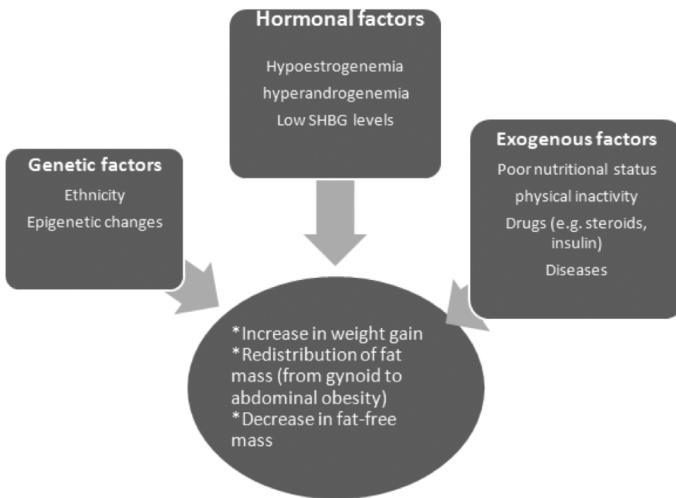 Hormonal factors
Hypoestrogenemia
hyperandrogenemia
Low SHBG levels
Genetic factors
Ethnicity
Epigenetic changes
Exogenous factors
Poor nutritional status
physical inactivity
Drugs (e.g. steroids,
insulin)
Diseases
*Increase in weight gain
*Redistribution of fat
mass (from gynoid to
abdominal obesity)
*Decrease in fat-free
mass